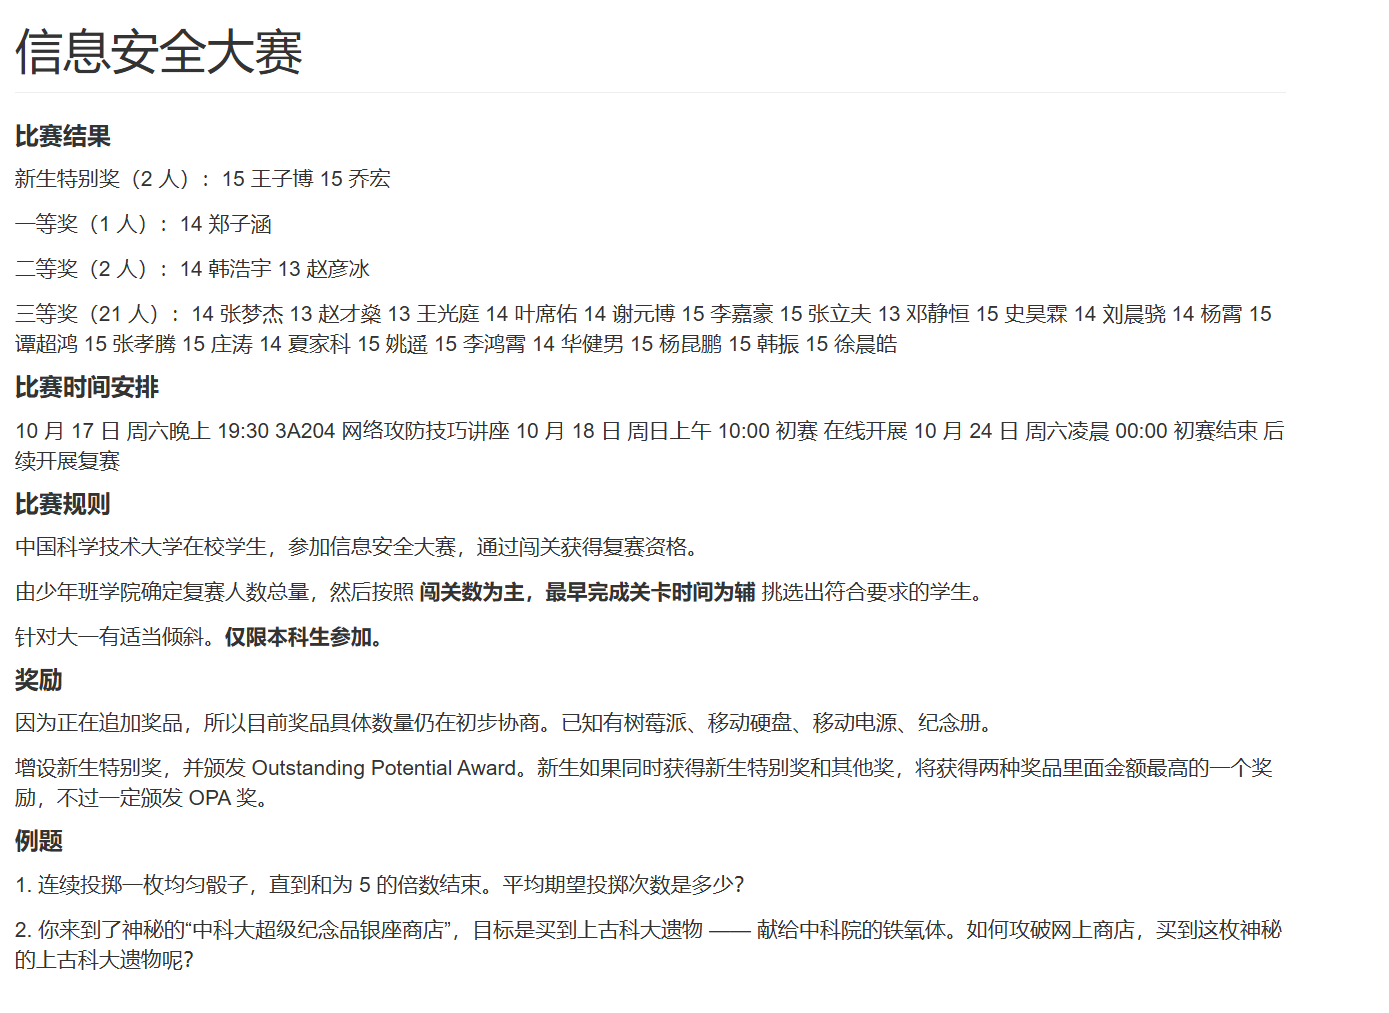 信息安全大赛
比赛结果
新生特别奖（2 人）： 15 王子博 15 乔宏
一等奖（1 人）： 14 郑子涵
二等奖（2 人）： 14 韩浩宇 13 赵彦冰
三等奖（21 人）： 14 张梦杰 13 赵才燊 13 王光庭 14 叶席佑 14 谢元博 15 李嘉豪 15 张立夫 13 邓静恒 15 史昊霖 14 刘晨骁 14 杨霄 15
谭超鸿 15 张孝腾 15 庄涛 14 夏家科 15 姚遥 15 李鸿霄 14 华健男 15 杨昆鹏 15 韩振 15 徐晨皓
比赛时间安排
10 月 17 日 周六晚上 19:30 3A204 网络攻防技巧讲座 10 月 18 日 周日上午 10:00 初赛 在线开展 10 月 24 日 周六凌晨 00:00 初赛结束 后
续开展复赛
比赛规则
中国科学技术大学在校学生，参加信息安全大赛，通过闯关获得复赛资格。
由少年班学院确定复赛人数总量，然后按照 闯关数为主，最早完成关卡时间为辅 挑选出符合要求的学生。
针对大一有适当倾斜。仅限本科生参加。
奖励
因为正在追加奖品，所以目前奖品具体数量仍在初步协商。已知有树莓派、移动硬盘、移动电源、纪念册。
增设新生特别奖，并颁发 Outstanding Potential Award。新生如果同时获得新生特别奖和其他奖，将获得两种奖品里面金额最高的一个奖
励，不过一定颁发 OPA 奖。
例题
1. 连续投掷一枚均匀骰子，直到和为 5 的倍数结束。平均期望投掷次数是多少？
2. 你来到了神秘的“中科大超级纪念品银座商店”，目标是买到上古科大遗物 —— 献给中科院的铁氧体。如何攻破网上商店，买到这枚神秘
的上古科大遗物呢？